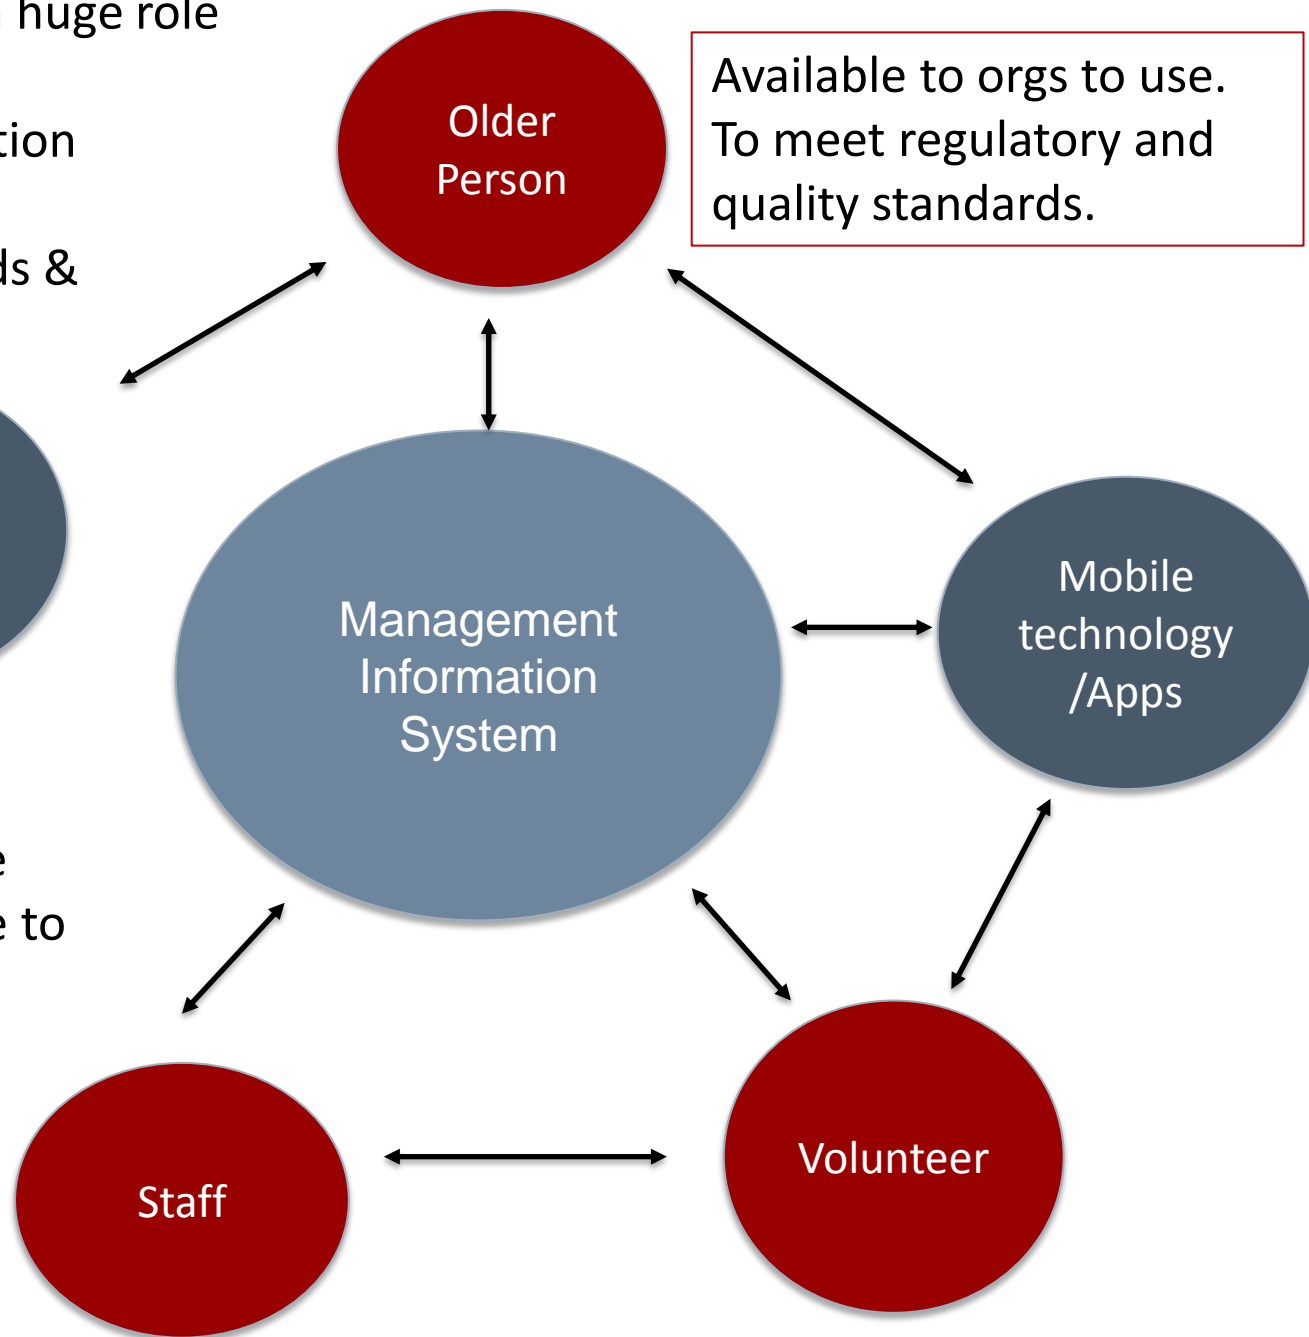 huge role
Older
Person
Available to orgs to use.
To meet regulatory and
quality standards.
&
Management
Information
System
Mobile
technology
/Apps
to
Staff
Volunteer